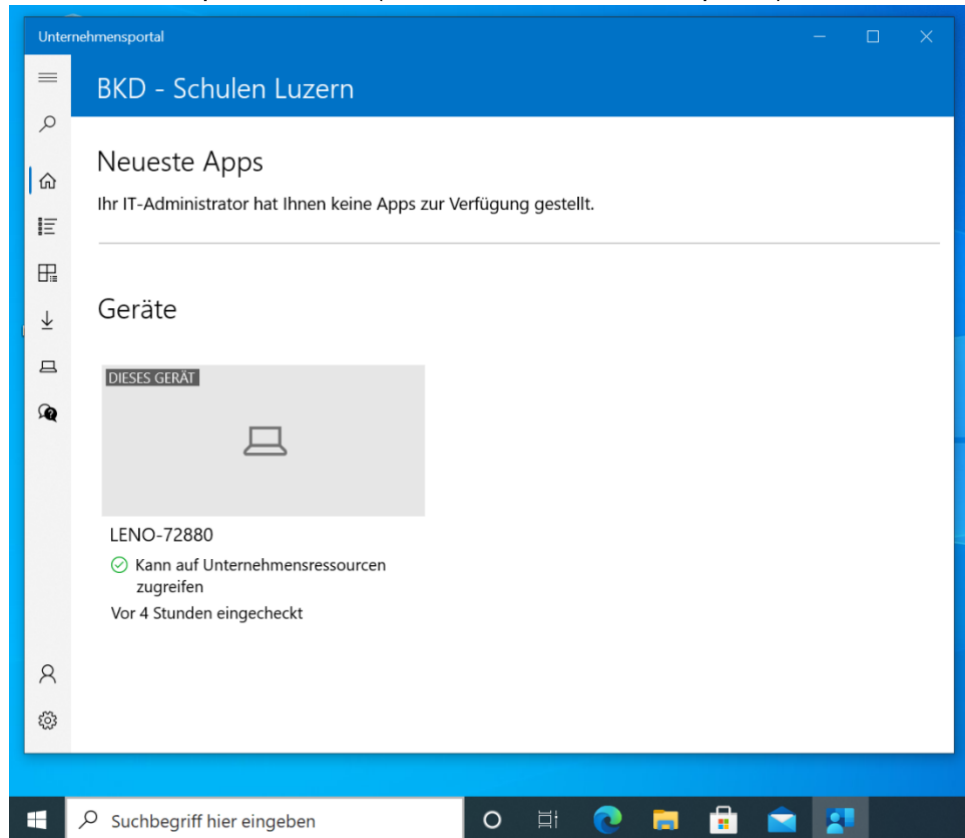 Unternehmensportal
BKD - Schulen Luzern
Neueste Apps
Ihr IT-Administrator hat Ihnen keine Apps zur Verfügung gestellt.
Geräte
DIESES GERÄT
LENO-72880
Kann auf Unternehmensressourcen
zugreifen
Vor 4 Stunden eingecheckt
Suchbegriff hier eingeben